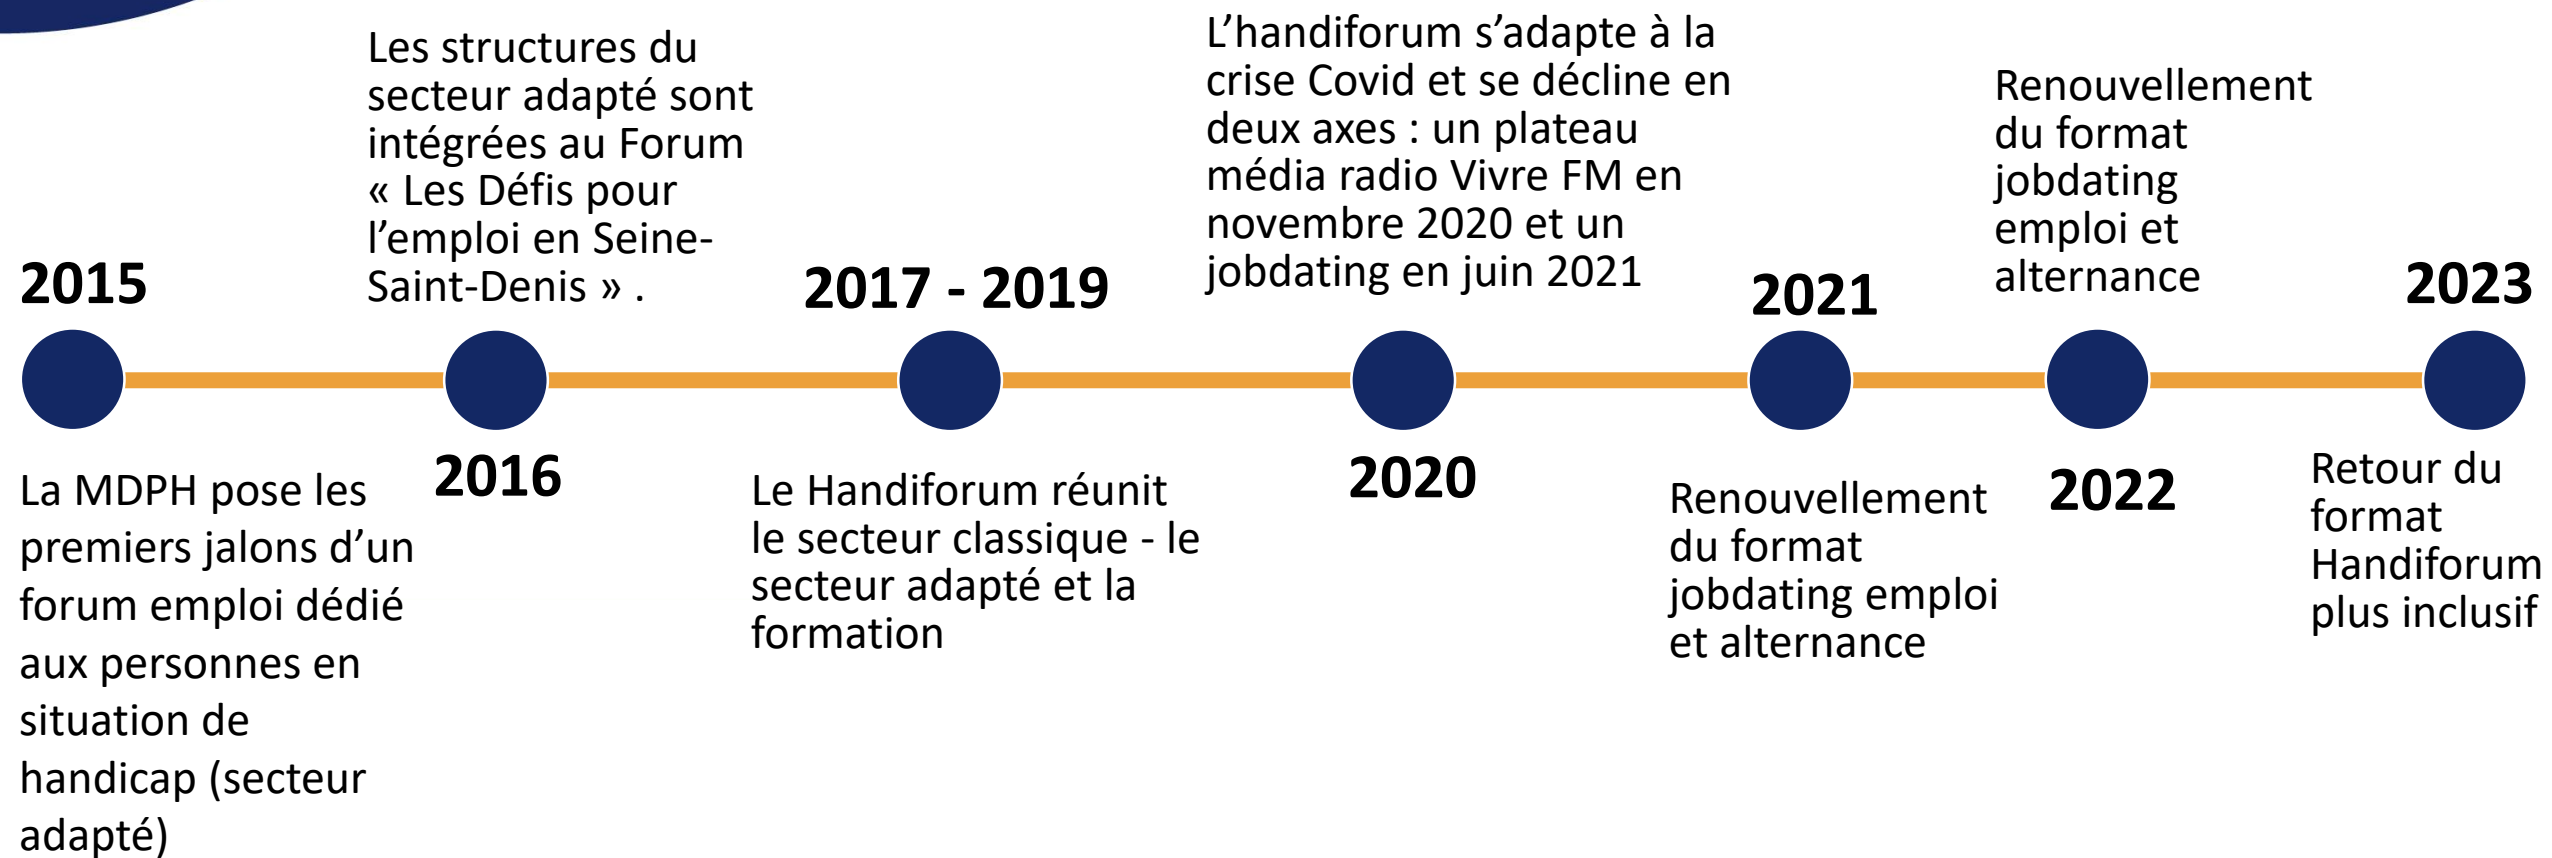 2015
La MDPH pose les
premiers jalons d’un
forum emploi dédié
aux personnes en
situation de
handicap (secteur
adapté)
Les structures du
secteur adapté sont
intégrées au Forum
« Les Défis pour
l’emploi en Seine-
Saint-Denis » .
2016
2017 - 2019
Le Handiforum réunit
le secteur classique - le
secteur adapté et la
formation
L’handiforum s’adapte à la
crise Covid et se décline en
deux axes : un plateau
média radio Vivre FM en
novembre 2020 et un
jobdating en juin 2021
2020
2021
Renouvellement
du format
jobdating emploi
et alternance
Renouvellement
du format
jobdating
emploi et
alternance
2022
2023
Retour du
format
Handiforum
plus inclusif